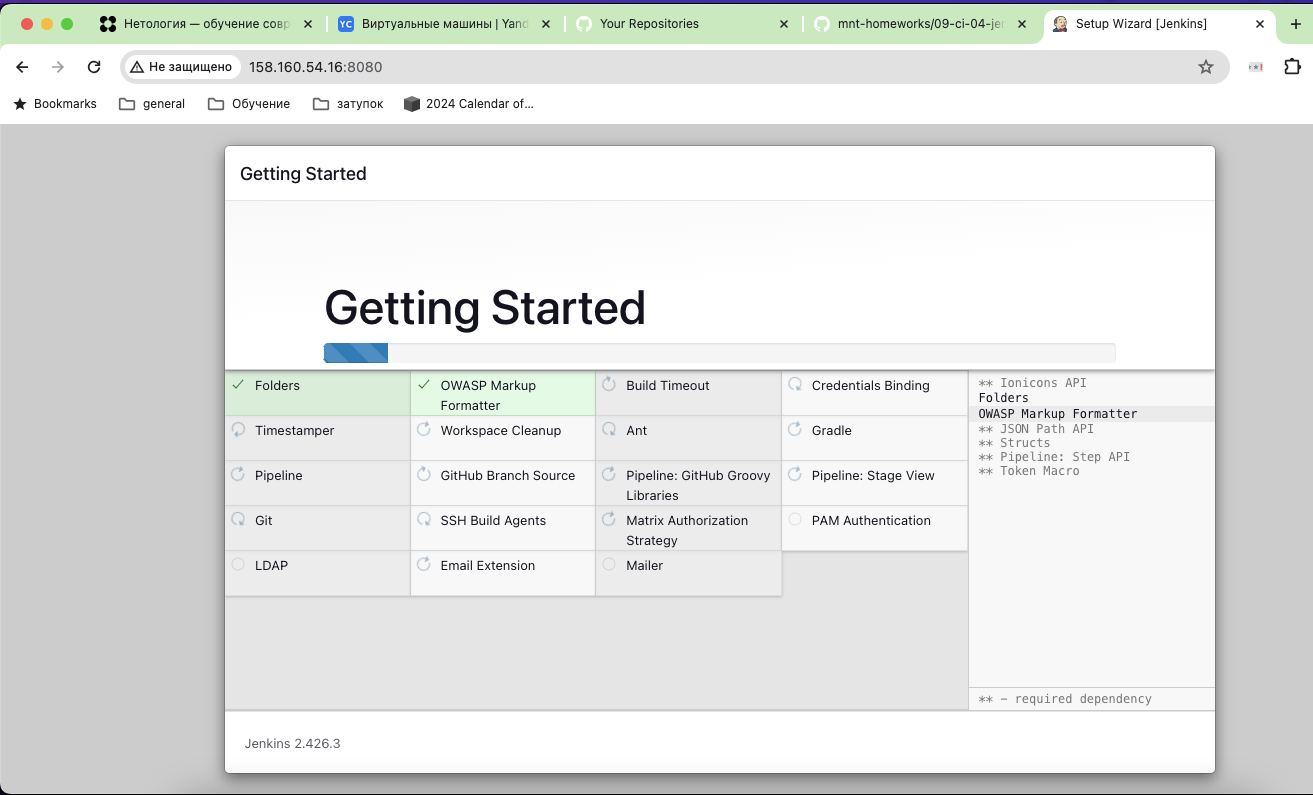 Нетология — обучение совр
Виртуальные машины | Yand
Your Repositories
mnt-homeworks/09-ci-04-jen
Setup Wizard [Jenkins]
Не защищено
158.160.54.16:8080
Bookmarks
general
Обучение
затупок
2024 Calendar of...
Getting Started
Getting Started
Folders
OWASP Markup
Formatter
Build Timeout
Credentials Binding
Timestamper
Workspace Cleanup
Ant
Gradle
Pipeline
GitHub Branch Source
Pipeline: GitHub Groovy
Libraries
Pipeline: Stage View
Git
SSH Build Agents
Matrix Authorization
Strategy
PAM Authentication
LDAP
Email Extension
Mailer
** Ionicons API
Folders
OWASP Markup Formatter
** JSON Path API
** Structs
** Pipeline: Step API
** Token Macro
** - required dependency
Jenkins 2.426.3